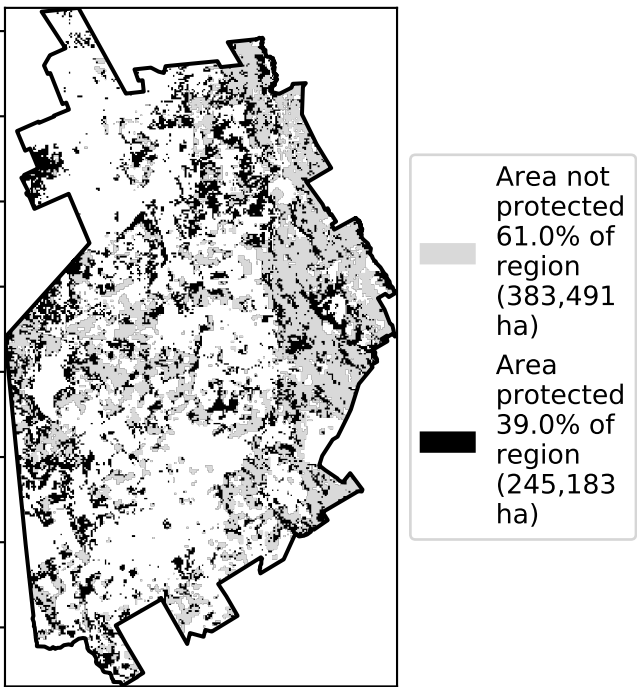 Area not
protected
61.0% of
region
(383,491
ha)
Area
protected
39.0% of
region
(245,183
ha)